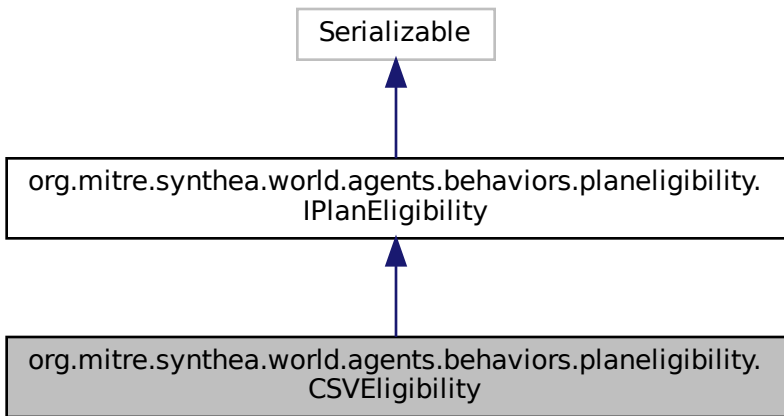 Serializable
org.mitre.synthea.world.agents.behaviors.planeligibility.
IPlanEligibility
org.mitre.synthea.world.agents.behaviors.planeligibility.
CSVEligibility